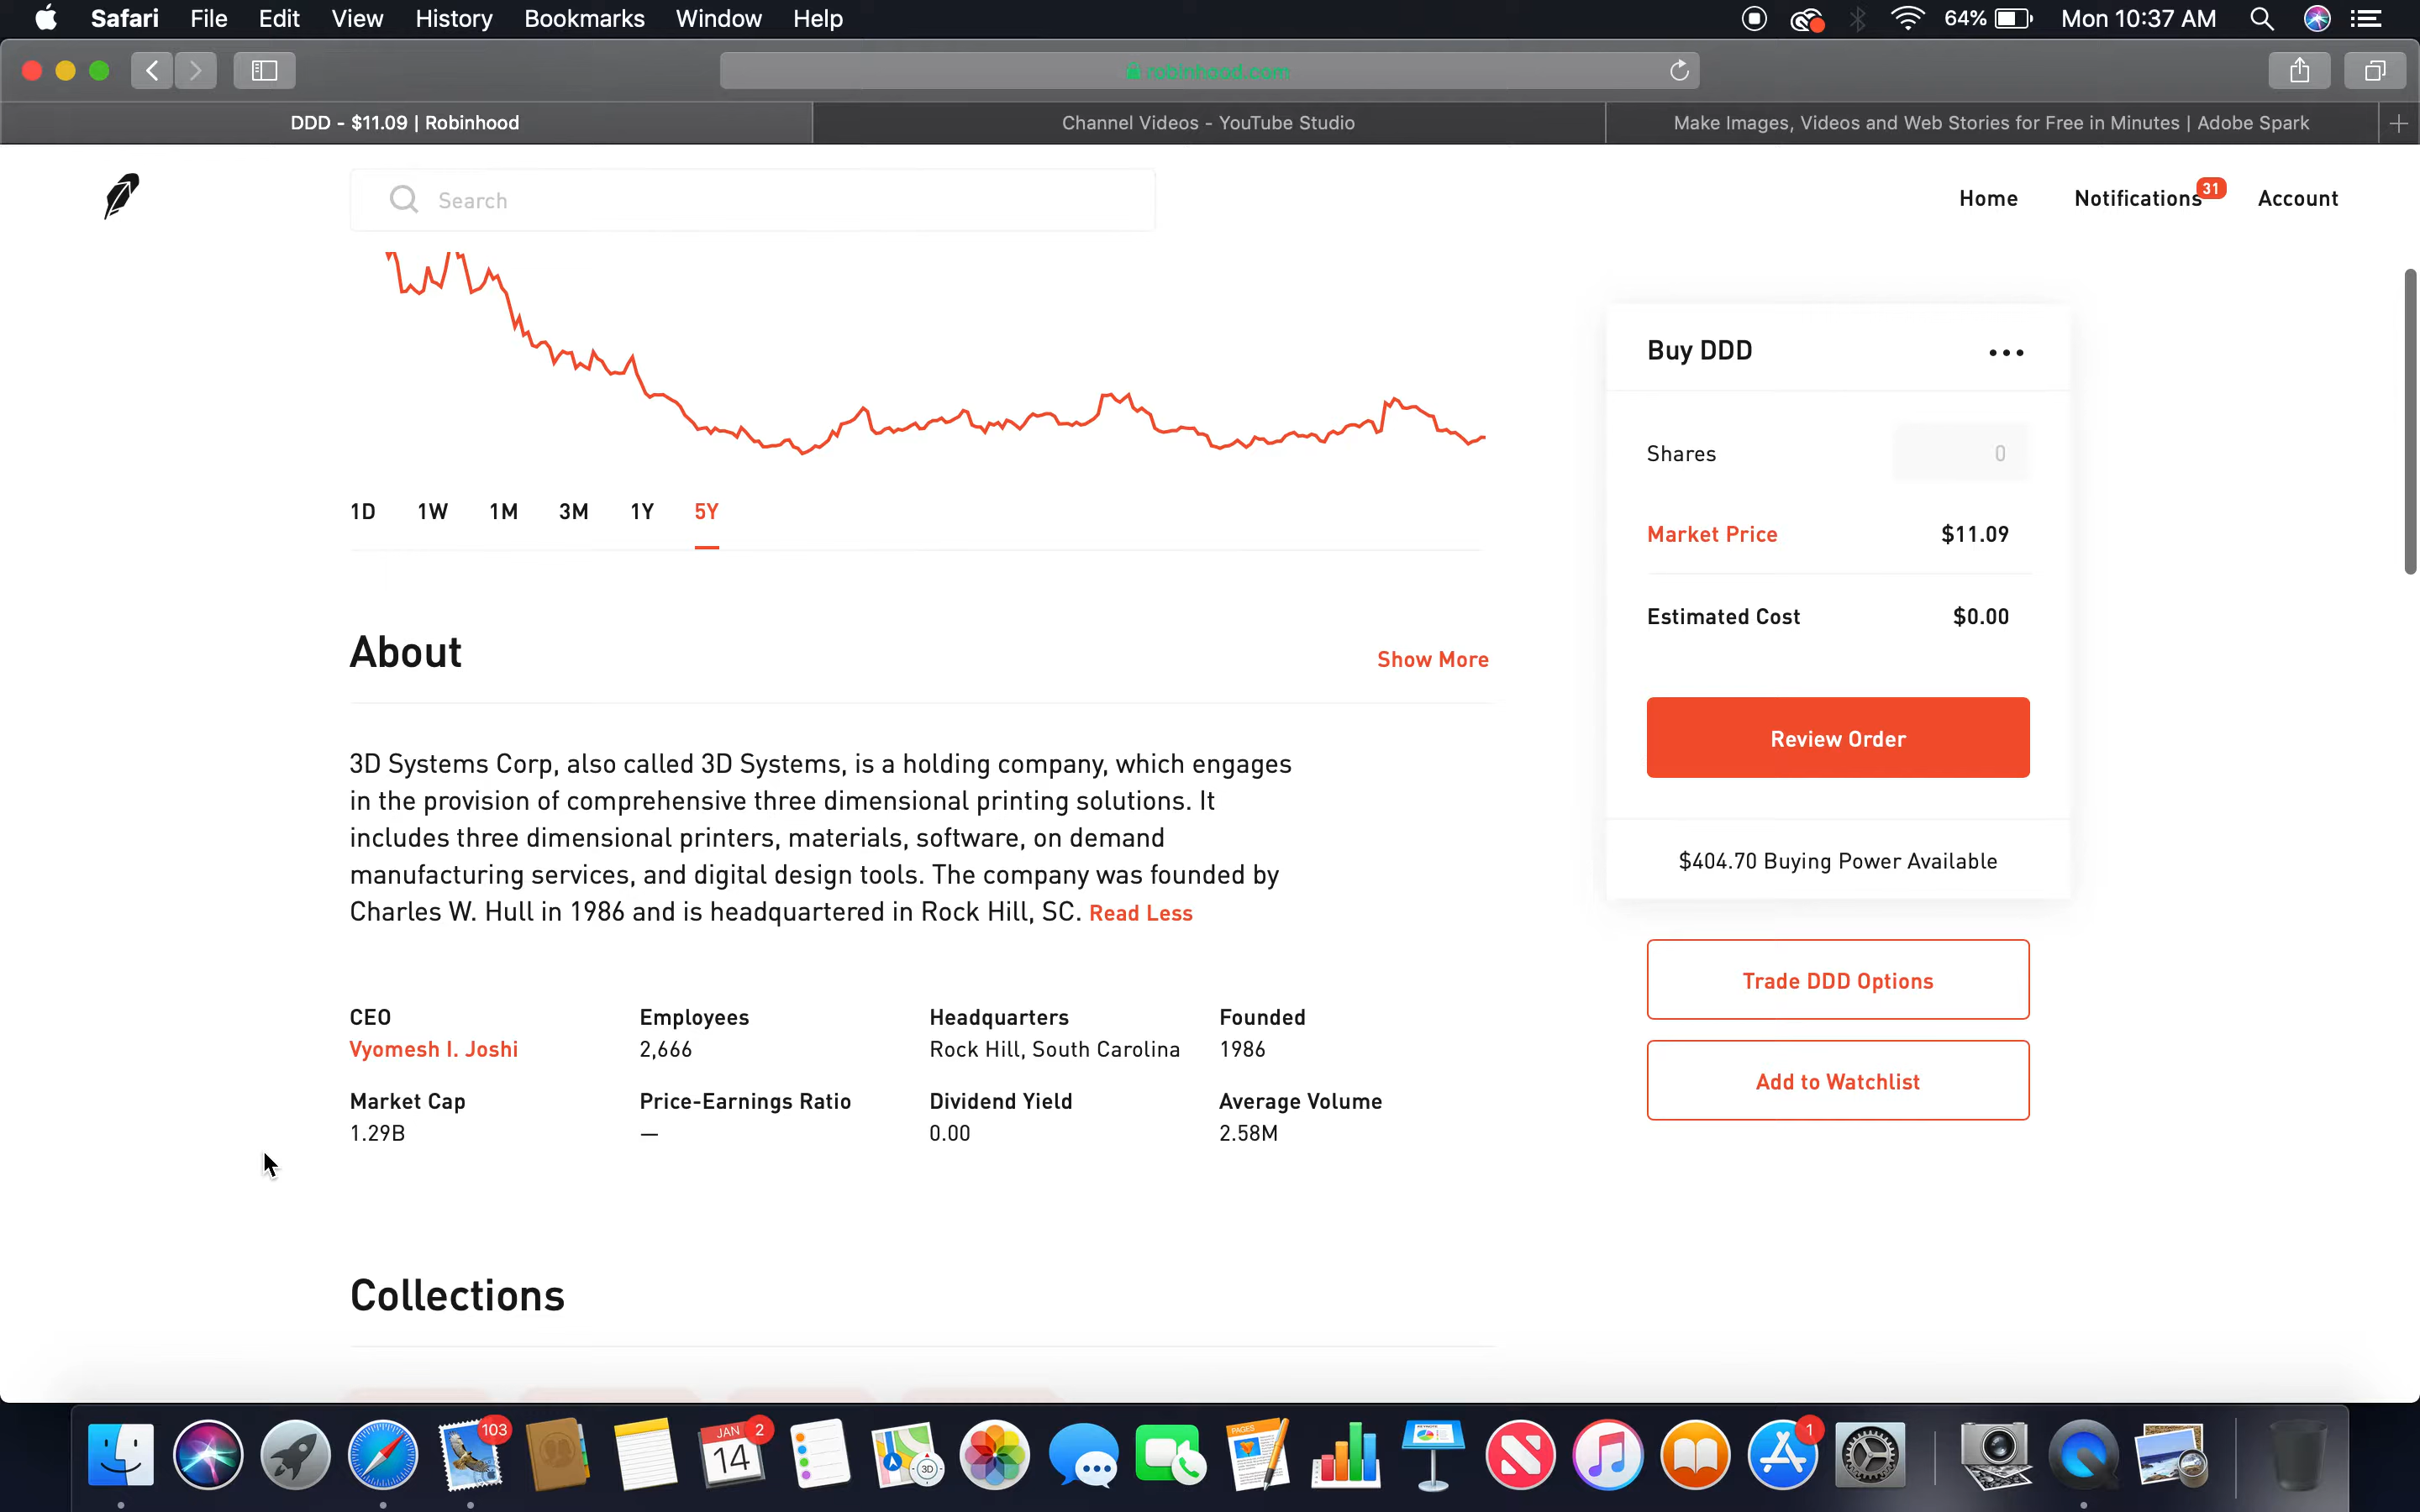 Safari File Edit View History Bookmarks Window Help
64% Mon 10:37 AM
robinhood.com
DDD - $11.09 | Robinhood
Channel Videos - YouTube Studio
Make Images, Videos and Web Stories for Free in Minutes | Adobe Spark
Search
Home
Notifications 31
Account
1D 1W 1M 3M 1Y 5Y
About
Show More
3D Systems Corp, also called 3D Systems, is a holding company, which engages
in the provision of comprehensive three dimensional printing solutions. It
includes three dimensional printers, materials, software, on demand
manufacturing services, and digital design tools. The company was founded by
Charles W. Hull in 1986 and is headquartered in Rock Hill, SC. Read Less
CEO
Vyomesh I. Joshi
Employees
2,666
Headquarters
Rock Hill, South Carolina
Founded
1986
Market Cap
1.29B
Price-Earnings Ratio
—
Dividend Yield
0.00
Average Volume
2.58M
Collections
Buy DDD
Shares 0
Market Price $11.09
Estimated Cost $0.00
Review Order
$404.70 Buying Power Available
Trade DDD Options
Add to Watchlist
103
JAN 2
14
3D
PAGES
1